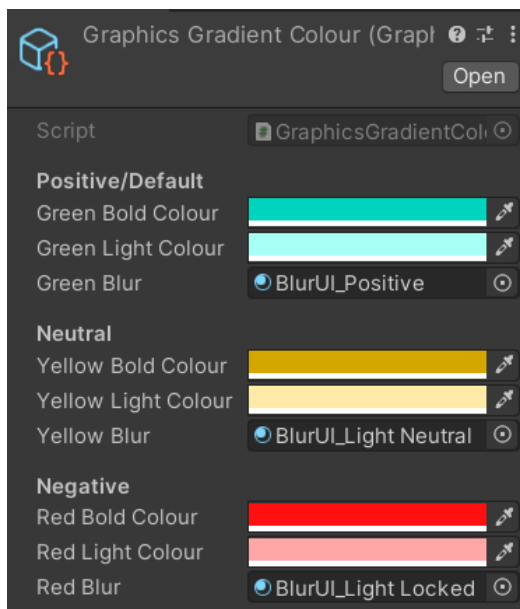 Graphics Gradient Colour (Graph
Open
Script GraphicsGradientCol
Positive/Default
Green Bold Colour
Green Light Colour
Green Blur BlurUI_Positive
Neutral
Yellow Bold Colour
Yellow Light Colour
Yellow Blur BlurUI_Light Neutral
Negative
Red Bold Colour
Red Light Colour
Red Blur BlurUI_Light Locked